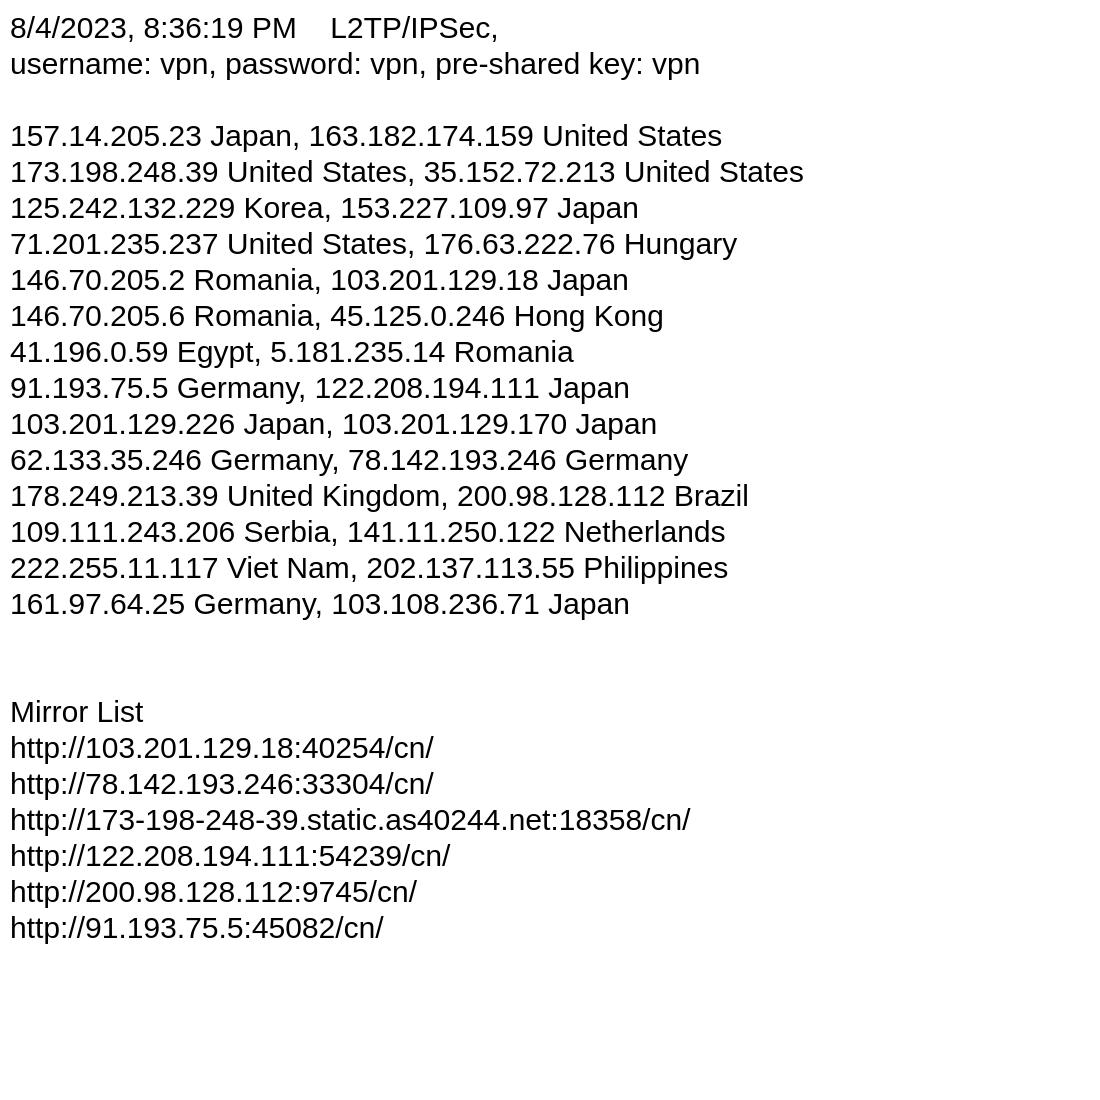 8/4/2023, 8:36:19 PM    L2TP/IPSec,
username: vpn, password: vpn, pre-shared key: vpn
157.14.205.23 Japan, 163.182.174.159 United States
173.198.248.39 United States, 35.152.72.213 United States
125.242.132.229 Korea, 153.227.109.97 Japan
71.201.235.237 United States, 176.63.222.76 Hungary
146.70.205.2 Romania, 103.201.129.18 Japan
146.70.205.6 Romania, 45.125.0.246 Hong Kong
41.196.0.59 Egypt, 5.181.235.14 Romania
91.193.75.5 Germany, 122.208.194.111 Japan
103.201.129.226 Japan, 103.201.129.170 Japan
62.133.35.246 Germany, 78.142.193.246 Germany
178.249.213.39 United Kingdom, 200.98.128.112 Brazil
109.111.243.206 Serbia, 141.11.250.122 Netherlands
222.255.11.117 Viet Nam, 202.137.113.55 Philippines
161.97.64.25 Germany, 103.108.236.71 Japan
Mirror List
http://103.201.129.18:40254/cn/
http://78.142.193.246:33304/cn/
http://173-198-248-39.static.as40244.net:18358/cn/
http://122.208.194.111:54239/cn/
http://200.98.128.112:9745/cn/
http://91.193.75.5:45082/cn/